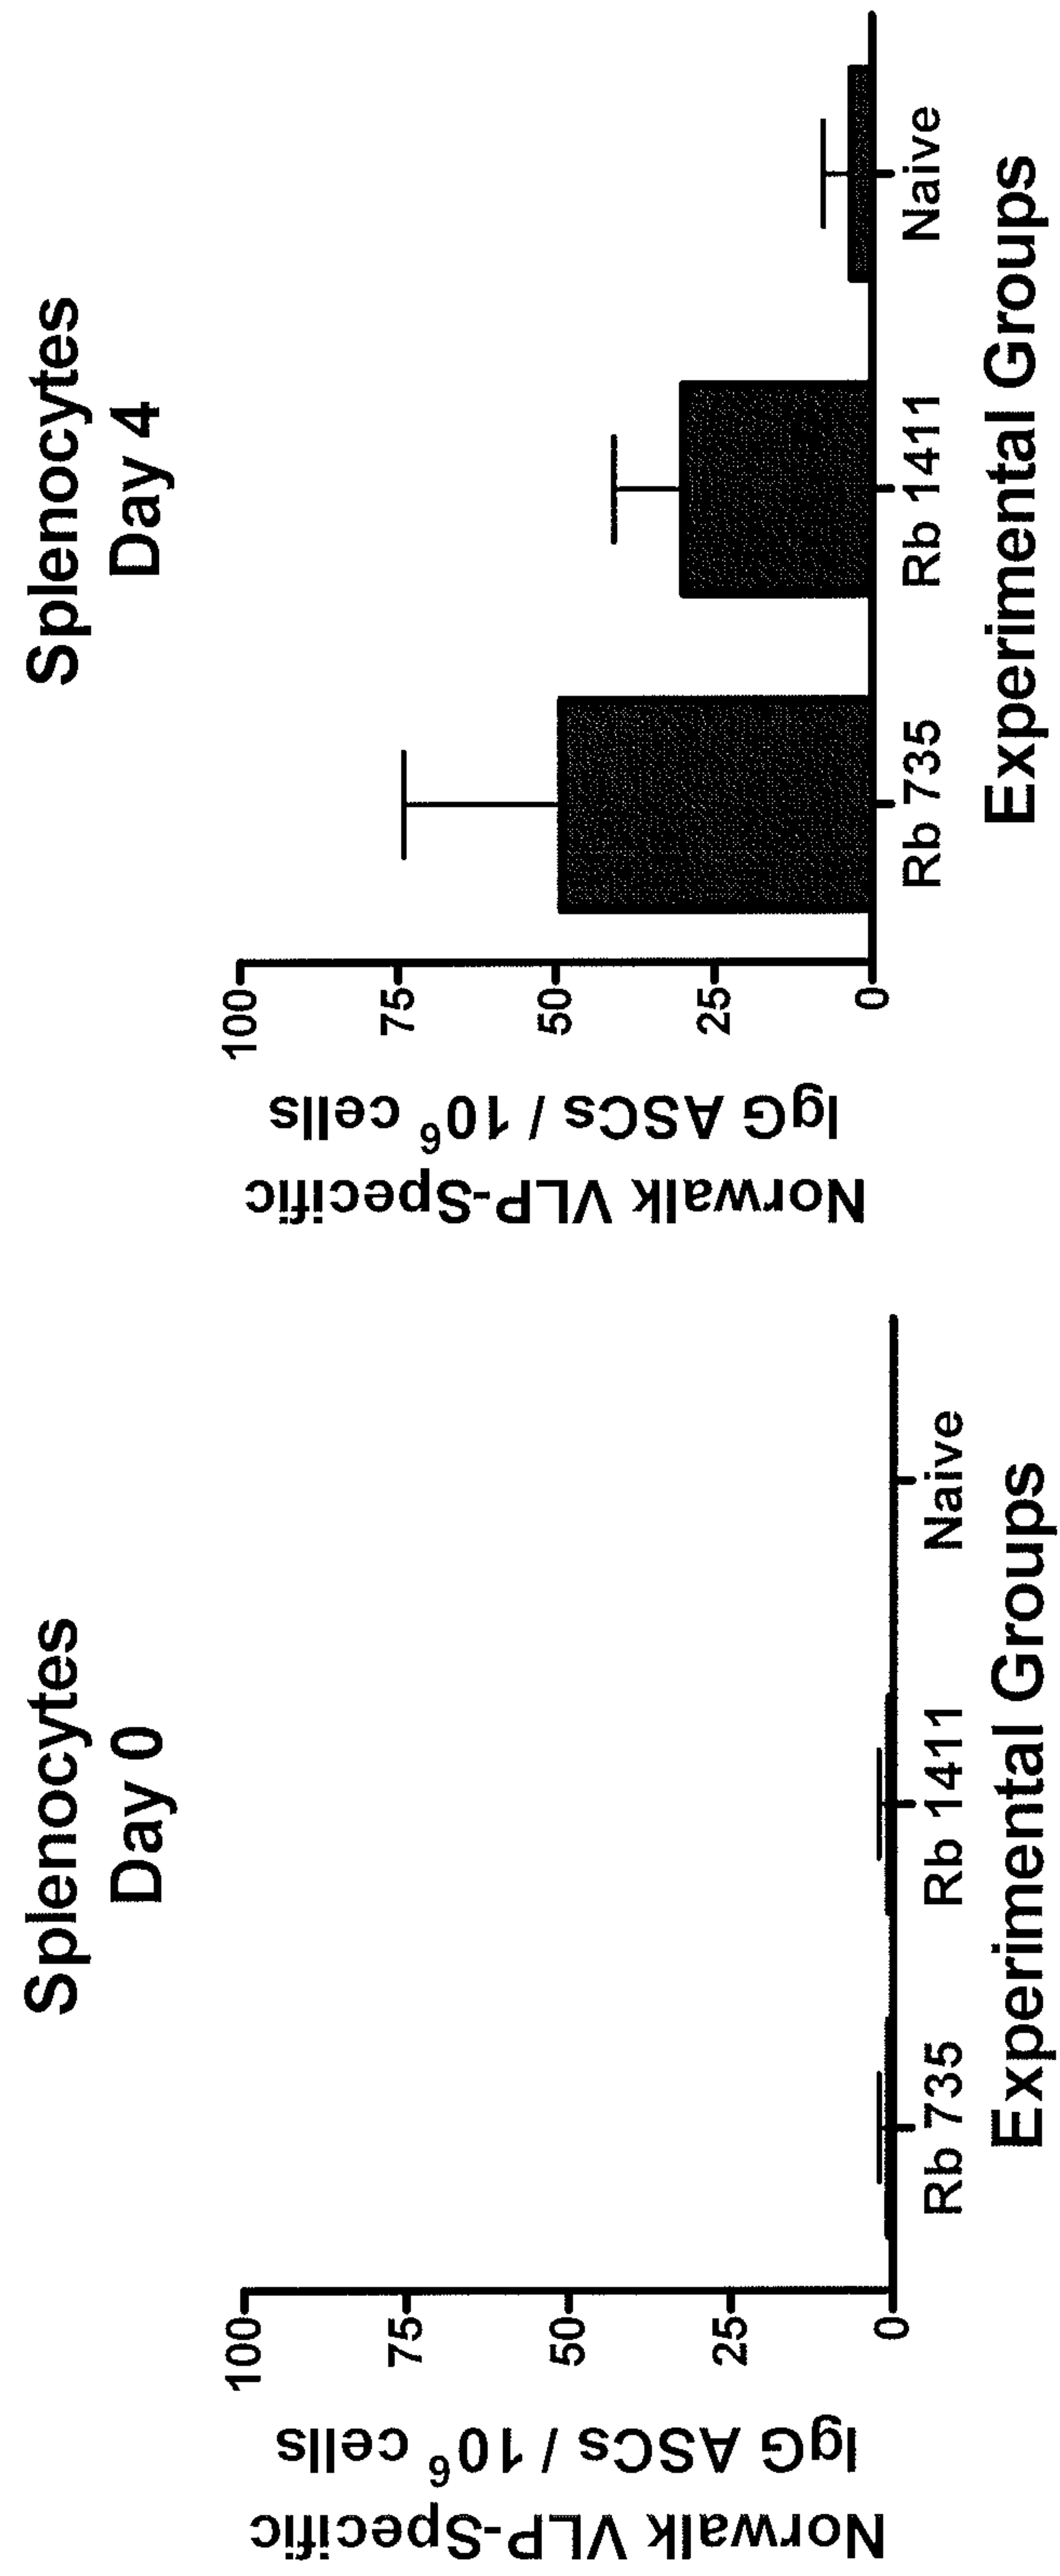 Splenocytes
Day 0
Norwalk VLP-Specific
IgG ASCs / 10⁶ cells
100
75
50
25
0
Rb 735
Rb 1411
Naive
Experimental Groups
Splenocytes
Day 4
Norwalk VLP-Specific
IgG ASCs / 10⁶ cells
100
75
50
25
0
Rb 735
Rb 1411
Naive
Experimental Groups